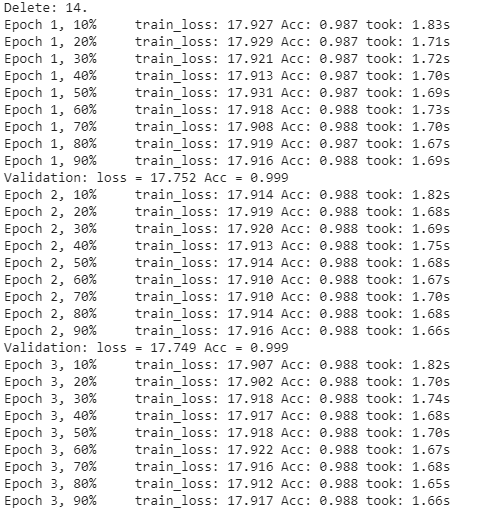 Delete: 14.
Epoch 1, 10%     train_loss: 17.927 Acc: 0.987 took: 1.83s
Epoch 1, 20%     train_loss: 17.929 Acc: 0.987 took: 1.71s
Epoch 1, 30%     train_loss: 17.921 Acc: 0.987 took: 1.72s
Epoch 1, 40%     train_loss: 17.913 Acc: 0.987 took: 1.70s
Epoch 1, 50%     train_loss: 17.931 Acc: 0.987 took: 1.69s
Epoch 1, 60%     train_loss: 17.918 Acc: 0.988 took: 1.73s
Epoch 1, 70%     train_loss: 17.908 Acc: 0.988 took: 1.70s
Epoch 1, 80%     train_loss: 17.919 Acc: 0.987 took: 1.67s
Epoch 1, 90%     train_loss: 17.916 Acc: 0.988 took: 1.69s
Validation: loss = 17.752 Acc = 0.999
Epoch 2, 10%     train_loss: 17.914 Acc: 0.988 took: 1.82s
Epoch 2, 20%     train_loss: 17.919 Acc: 0.988 took: 1.68s
Epoch 2, 30%     train_loss: 17.920 Acc: 0.988 took: 1.69s
Epoch 2, 40%     train_loss: 17.913 Acc: 0.988 took: 1.75s
Epoch 2, 50%     train_loss: 17.914 Acc: 0.988 took: 1.68s
Epoch 2, 60%     train_loss: 17.910 Acc: 0.988 took: 1.67s
Epoch 2, 70%     train_loss: 17.910 Acc: 0.988 took: 1.70s
Epoch 2, 80%     train_loss: 17.914 Acc: 0.988 took: 1.68s
Epoch 2, 90%     train_loss: 17.916 Acc: 0.988 took: 1.66s
Validation: loss = 17.749 Acc = 0.999
Epoch 3, 10%     train_loss: 17.907 Acc: 0.988 took: 1.82s
Epoch 3, 20%     train_loss: 17.902 Acc: 0.988 took: 1.70s
Epoch 3, 30%     train_loss: 17.918 Acc: 0.988 took: 1.74s
Epoch 3, 40%     train_loss: 17.917 Acc: 0.988 took: 1.68s
Epoch 3, 50%     train_loss: 17.918 Acc: 0.988 took: 1.70s
Epoch 3, 60%     train_loss: 17.922 Acc: 0.988 took: 1.67s
Epoch 3, 70%     train_loss: 17.916 Acc: 0.988 took: 1.68s
Epoch 3, 80%     train_loss: 17.912 Acc: 0.988 took: 1.65s
Epoch 3, 90%     train_loss: 17.917 Acc: 0.988 took: 1.66s